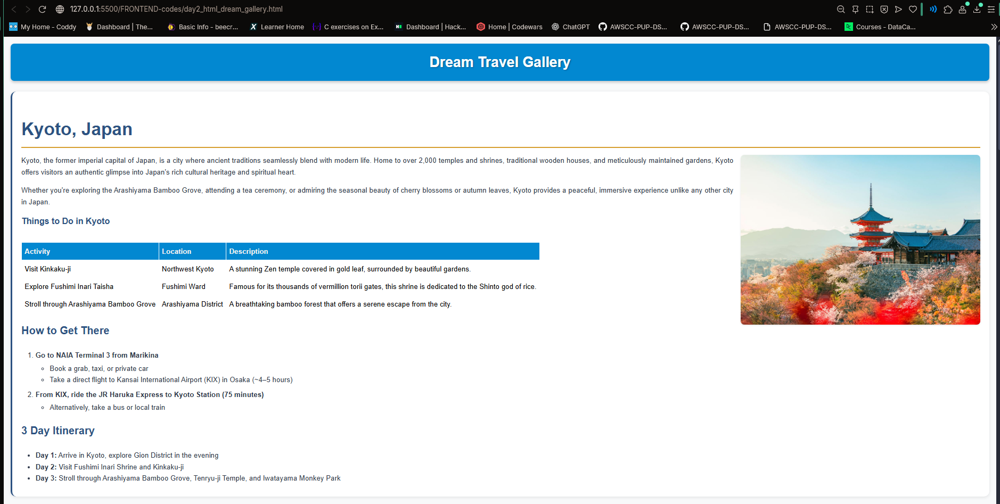 127.0.0.1:5500/FRONTEND-codes/day2_html_dream_gallery.html
My Home - Coddy Dashboard | The... Basic Info - beecr... Learner Home C exercises on Ex... Dashboard | Hack... Home | Codewars ChatGPT AWSCC-PUP-DS... AWSCC-PUP-DS... AWSCC-PUP-DS... Courses - DataCa...
Dream Travel Gallery
Kyoto, Japan
Kyoto, the former imperial capital of Japan, is a city where ancient traditions seamlessly blend with modern life. Home to over 2,000 temples and shrines, traditional wooden houses, and meticulously maintained gardens, Kyoto
offers visitors an authentic glimpse into Japan's rich cultural heritage and spiritual heart.
Whether you're exploring the Arashiyama Bamboo Grove, attending a tea ceremony, or admiring the seasonal beauty of cherry blossoms or autumn leaves, Kyoto provides a peaceful, immersive experience unlike any other city
in Japan.
Things to Do in Kyoto
Activity Location Description
Visit Kinkaku-ji Northwest Kyoto A stunning Zen temple covered in gold leaf, surrounded by beautiful gardens.
Explore Fushimi Inari Taisha Fushimi Ward Famous for its thousands of vermillion torii gates, this shrine is dedicated to the Shinto god of rice.
Stroll through Arashiyama Bamboo Grove Arashiyama District A breathtaking bamboo forest that offers a serene escape from the city.
How to Get There
1. Go to NAIA Terminal 3 from Marikina
Book a grab, taxi, or private car
Take a direct flight to Kansai International Airport (KIX) in Osaka (~4–5 hours)
2. From KIX, ride the JR Haruka Express to Kyoto Station (75 minutes)
Alternatively, take a bus or local train
3 Day Itinerary
Day 1: Arrive in Kyoto, explore Gion District in the evening
Day 2: Visit Fushimi Inari Shrine and Kinkaku-ji
Day 3: Stroll through Arashiyama Bamboo Grove, Tenryu-ji Temple, and Iwatayama Monkey Park